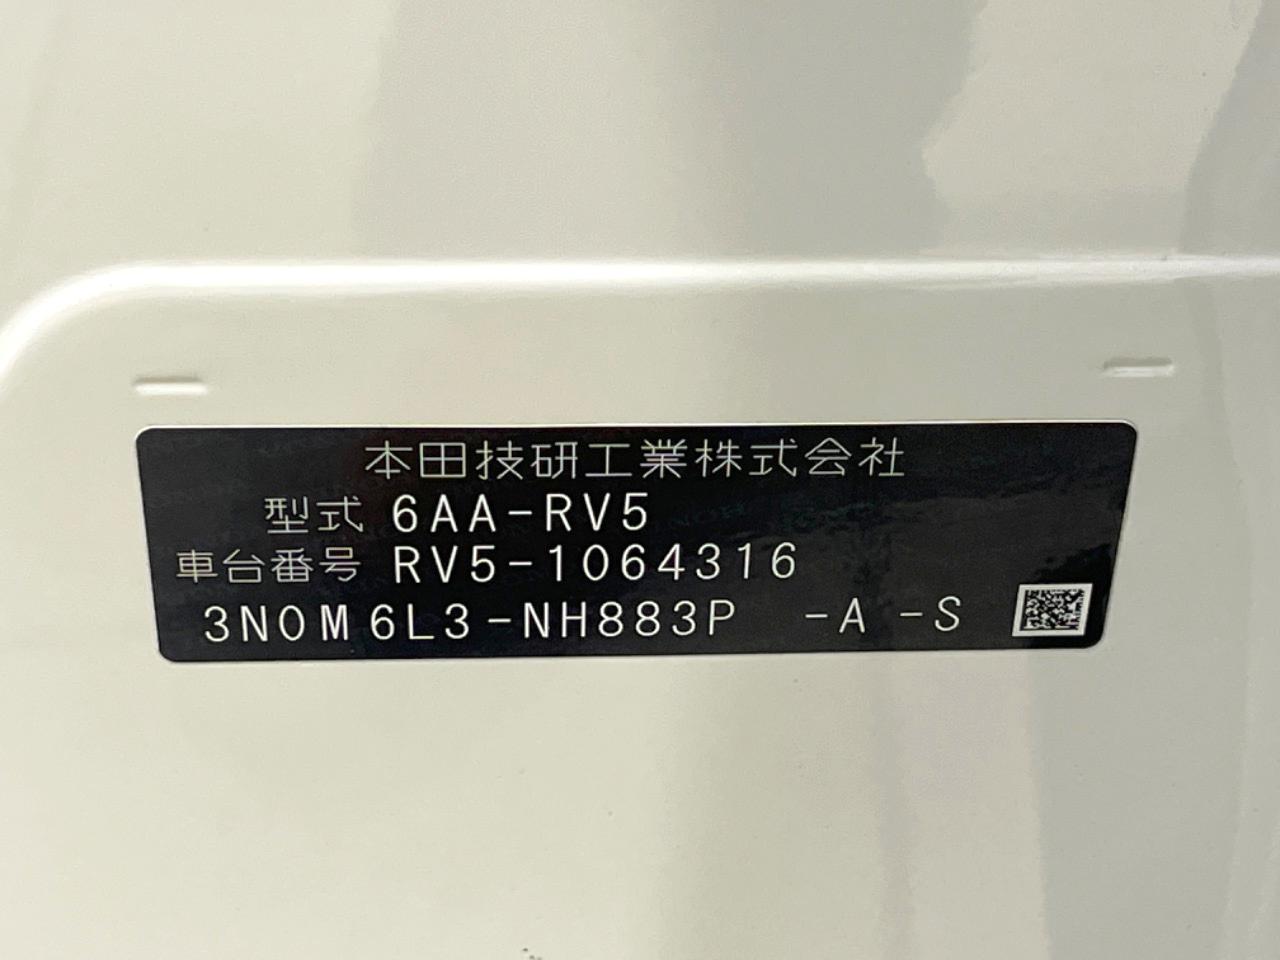 本田技研工業株式会社
型式 6AA-RV5
車台番号 RV5-1064316
3N0M6L3-NH883P -A -S